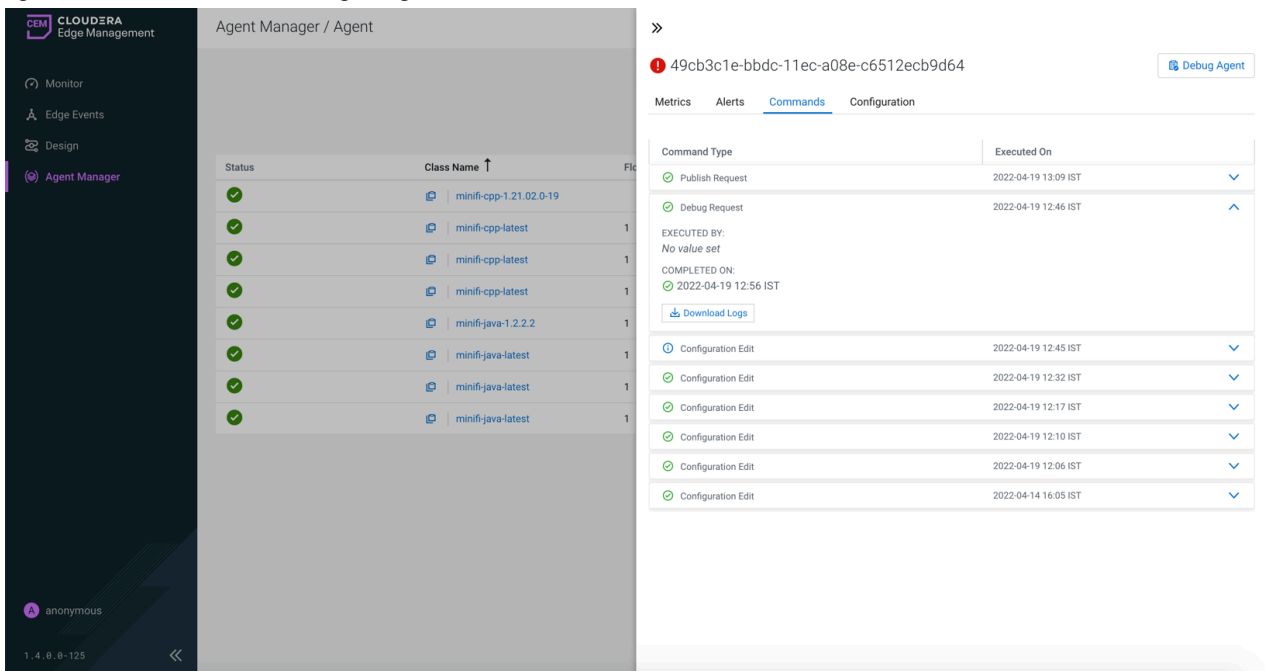 CEM CLOUDERA
Edge Management
Agent Manager / Agent
49cb3c1e-bbdc-11ec-a08e-c6512ecb9d64
Debug Agent
Monitor
Edge Events
Design
Agent Manager
Metrics Alerts Commands Configuration
Status Class Name Flo
minifi-cpp-1.21.02.0-19
minifi-cpp-latest 1
minifi-cpp-latest 1
minifi-cpp-latest 1
minifi-java-1.2.2.2 1
minifi-java-latest 1
minifi-java-latest 1
minifi-java-latest 1
Command Type Executed On
Publish Request 2022-04-19 13:09 IST
Debug Request 2022-04-19 12:46 IST
EXECUTED BY:
No value set
COMPLETED ON:
2022-04-19 12:56 IST
Download Logs
Configuration Edit 2022-04-19 12:45 IST
Configuration Edit 2022-04-19 12:32 IST
Configuration Edit 2022-04-19 12:17 IST
Configuration Edit 2022-04-19 12:10 IST
Configuration Edit 2022-04-19 12:06 IST
Configuration Edit 2022-04-14 16:05 IST
A anonymous
1.4.0.0-125